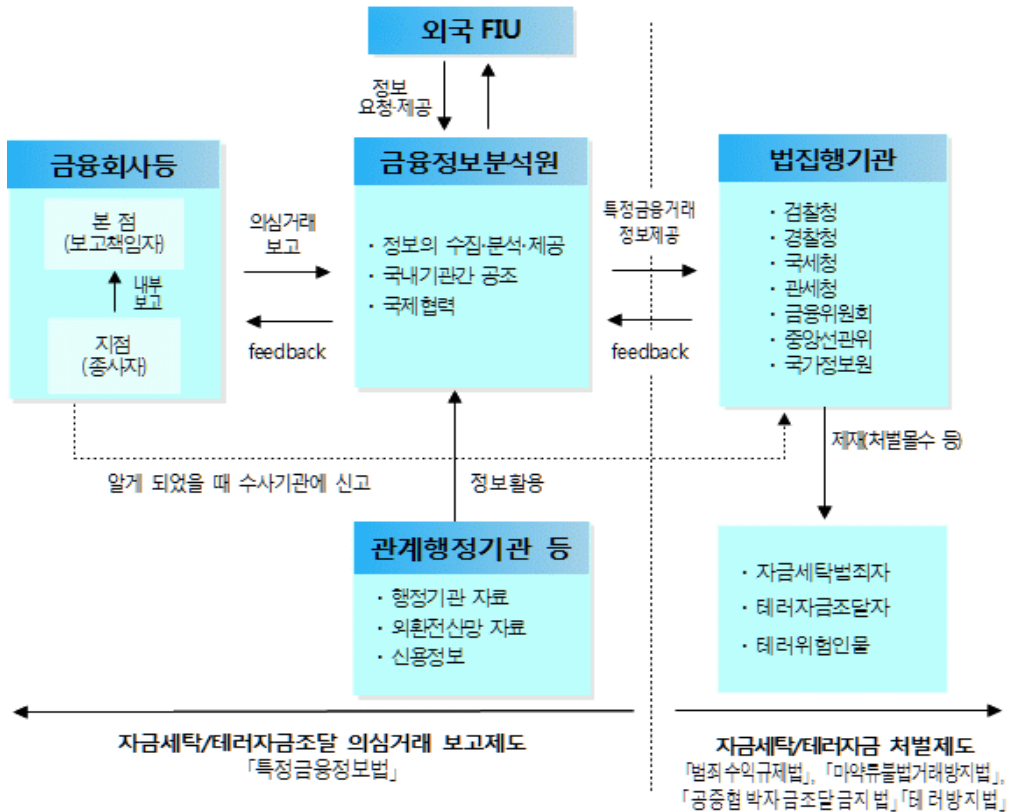 외국 FIU
정보
요청·제공
금융회사등
본 점
(보고책임자)
내부
보고
지점
(종사자)
의심거래
보고
feedback
금융정보분석원
· 정보의 수집·분석·제공
· 국내기관간 공조
· 국제협력
특정금융거래
정보제공
feedback
법집행기관
· 검찰청
· 경찰청
· 국세청
· 관세청
· 금융위원회
· 중앙선관위
· 국가정보원
알게 되었을 때 수사기관에 신고
정보활용
제재(처벌몰수 등)
관계행정기관 등
· 행정기관 자료
· 외환전산망 자료
· 신용정보
· 자금세탁범죄자
· 테러자금조달자
· 테러위험인물
자금세탁/테러자금조달 의심거래 보고제도
「특정금융정보법」
자금세탁/테러자금 처벌제도
「범죄수익규제법」, 「마약류불법거래방지법」,
「공중협박자금조달금지법」「테러방지법」